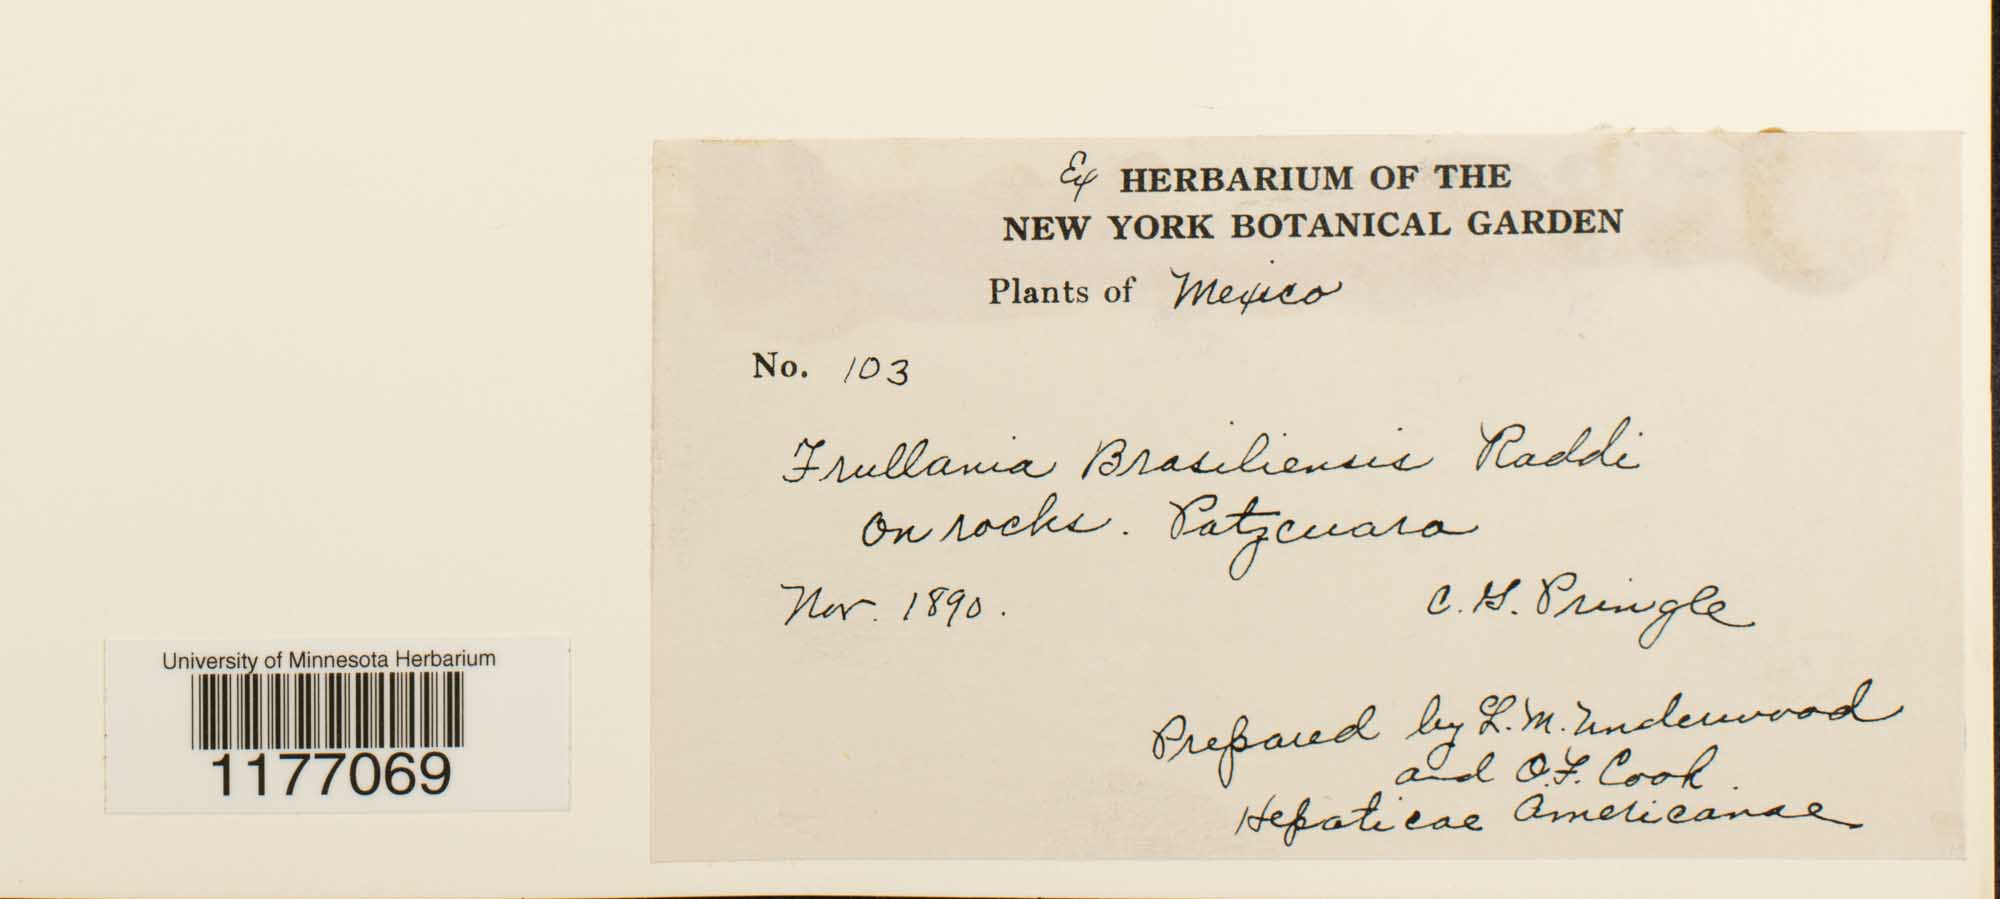 Ex HERBARIUM OF THE
NEW YORK BOTANICAL GARDEN
Plants of Mexico
No. 103
Frullania Brasiliensis Raddi
on rocks. Patzcuaro
Nov. 1890. C. G. Pringle
Prepared by L. M. Underwood
and O. F. Cook.
Hepaticae Americanae
University of Minnesota Herbarium
1177069